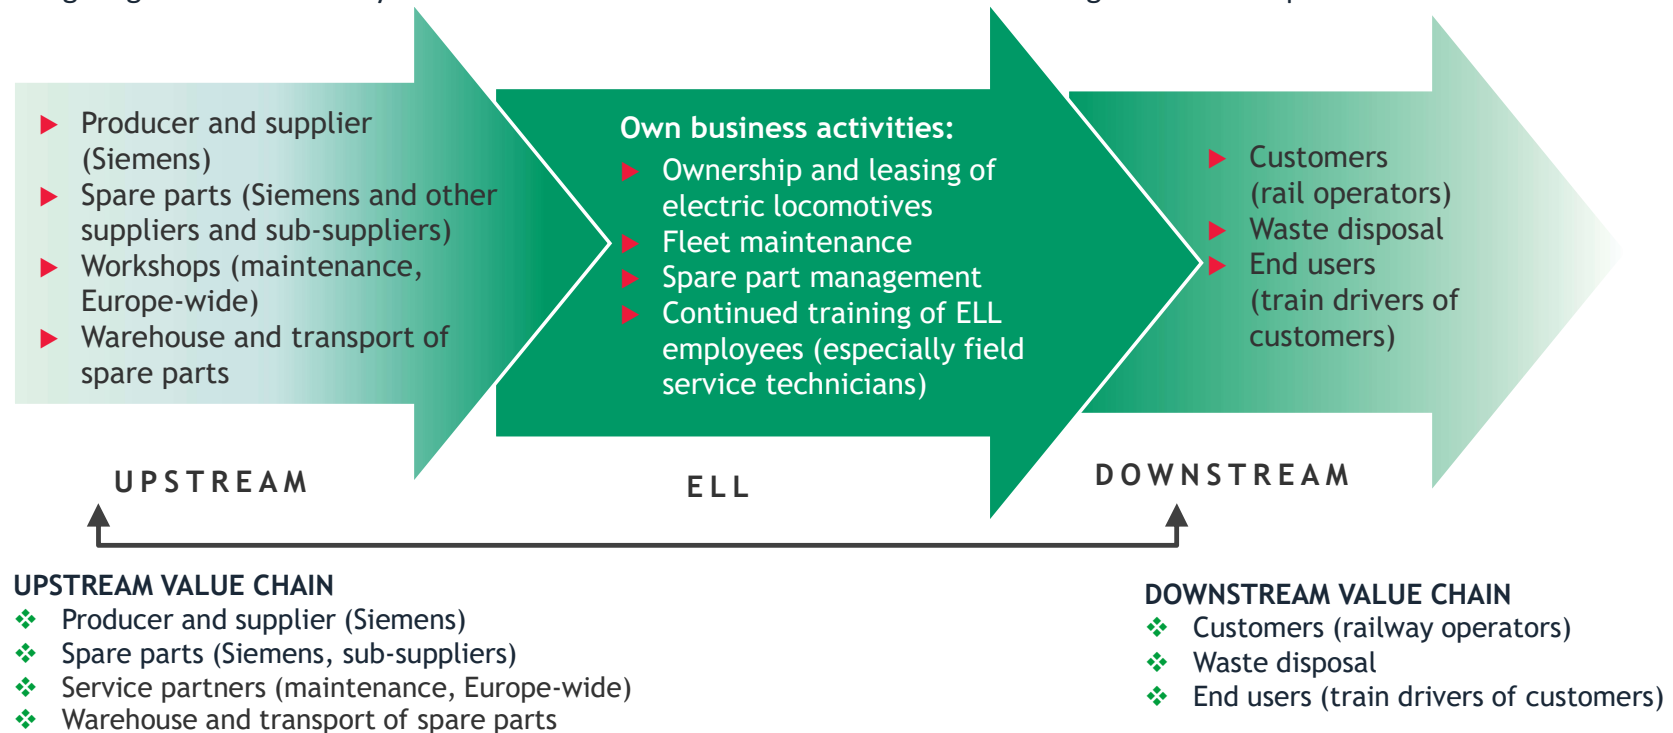 Producer and supplier
(Siemens)
Spare parts (Siemens and other
suppliers and sub-suppliers)
Workshops (maintenance,
Europe-wide)
Warehouse and transport of
spare parts
Own business activities:
Ownership and leasing of
electric locomotives
Fleet maintenance
Spare part management
Continued training of ELL
employees (especially field
service technicians)
Customers
(rail operators)
Waste disposal
End users
(train drivers of
customers)
UPSTREAM
ELL
DOWNSTREAM
UPSTREAM VALUE CHAIN
Producer and supplier (Siemens)
Spare parts (Siemens, sub-suppliers)
Service partners (maintenance, Europe-wide)
Warehouse and transport of spare parts
DOWNSTREAM VALUE CHAIN
Customers (railway operators)
Waste disposal
End users (train drivers of customers)